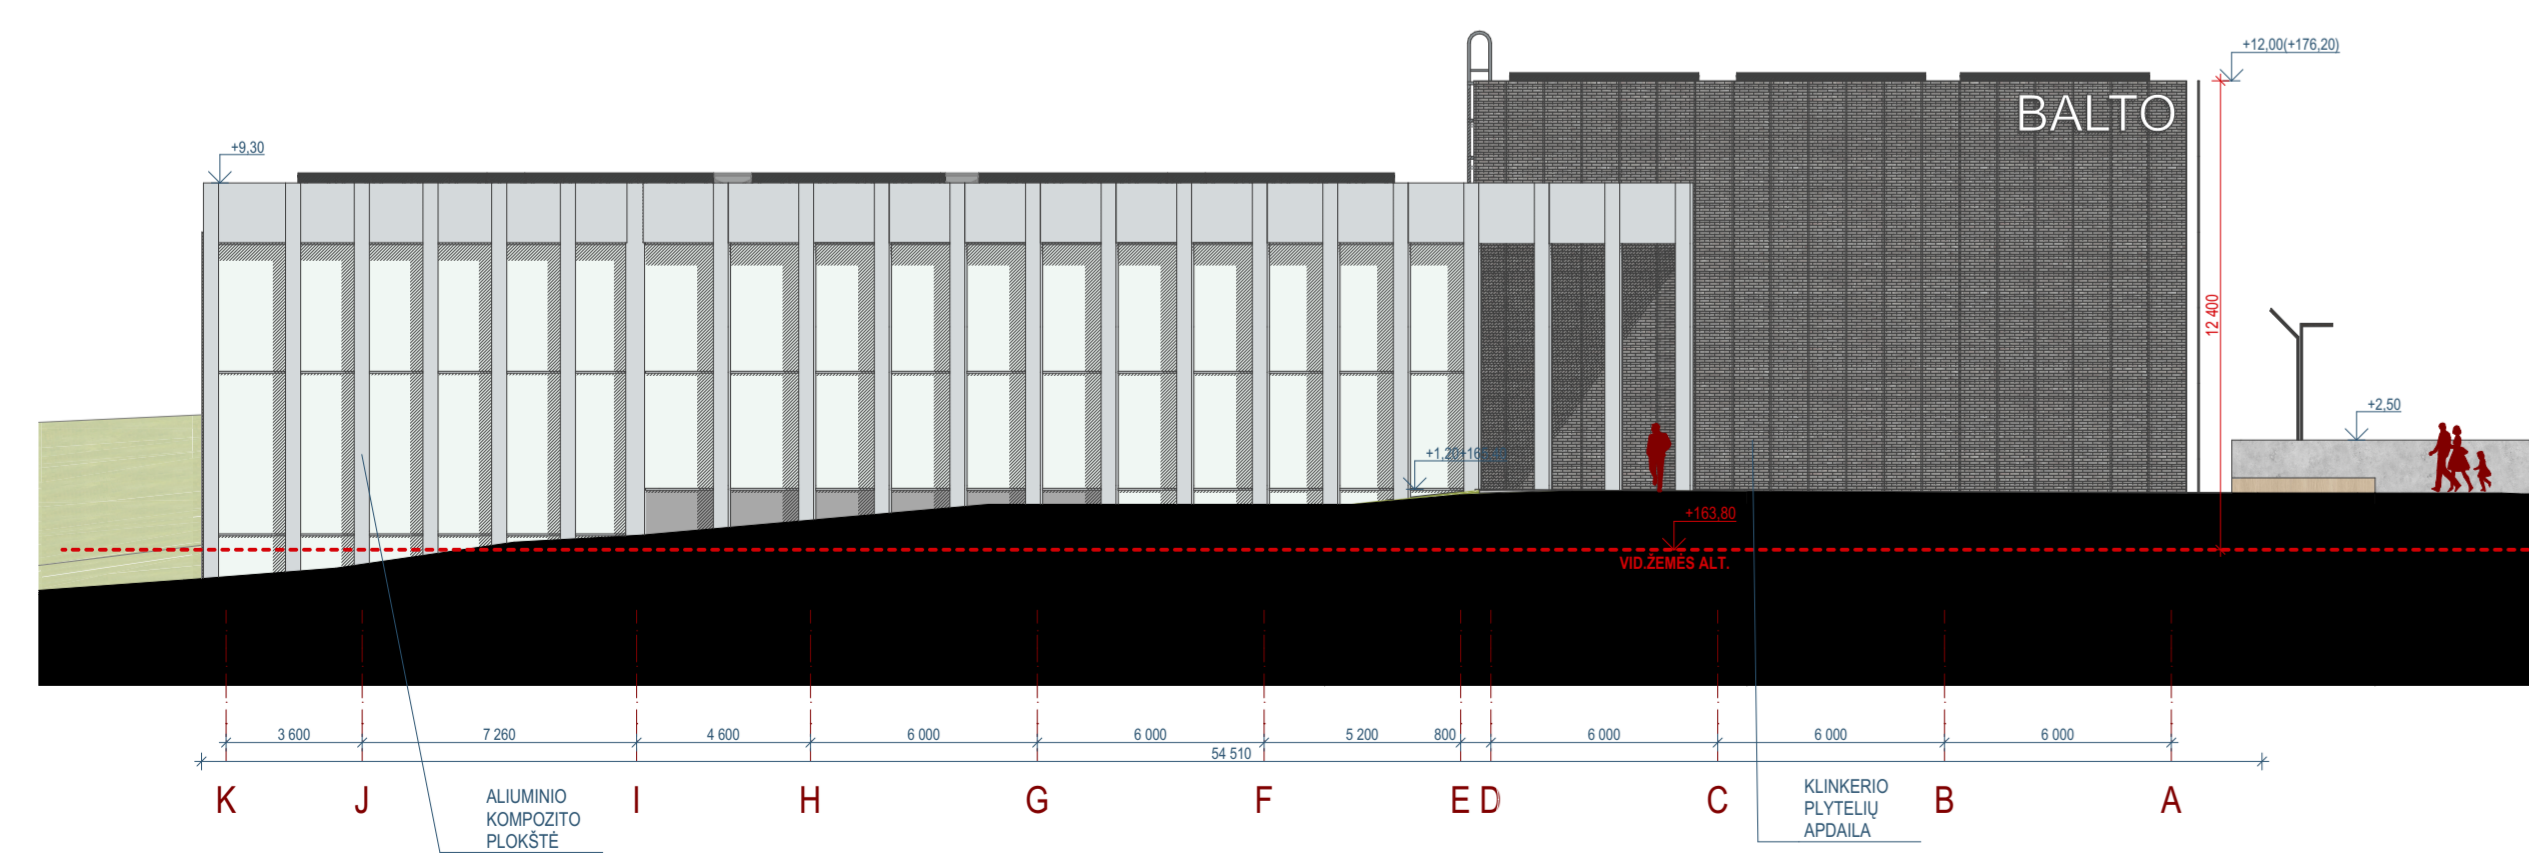 +12,00(+176,20)
BALTO
+9,30
12 400
+2,50
+163,80
VID.ŽEMĖS ALT.
3 600 7 260 4 600 6 000 6 000 5 200 800 6 000 6 000 6 000
54 510
K J I H G F E D C B A
ALIUMINIO
KOMPOZITO
PLOKŠTĖ
KLINKERIO
PLYTELIŲ
APDAILA